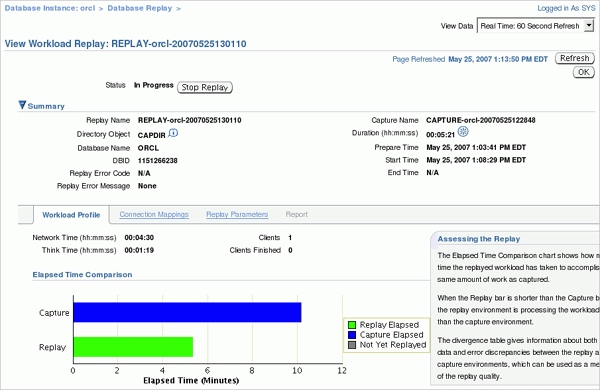 Database Instance: orcl > Database Replay >
Logged in As SYS
View Data Real Time: 60 Second Refresh
View Workload Replay: REPLAY-orcl-20070525130110
Page Refreshed May 25, 2007 1:13:50 PM EDT Refresh
OK
Status In Progress Stop Replay
Summary
Replay Name REPLAY-orcl-20070525130110
Directory Object CAPDIR
Database Name ORCL
DBID 1151266238
Replay Error Code N/A
Replay Error Message None
Capture Name CAPTURE-orcl-20070525122848
Duration (hh:mm:ss) 00:05:21
Prepare Time May 25, 2007 1:03:41 PM EDT
Start Time May 25, 2007 1:08:29 PM EDT
End Time N/A
Workload Profile Connection Mappings Replay Parameters Report
Network Time (hh:mm:ss) 00:04:30
Think Time (hh:mm:ss) 00:01:19
Clients 1
Clients Finished 0
Elapsed Time Comparison
Capture
Replay
0 2 4 6 8 10 12
Elapsed Time (Minutes)
Replay Elapsed
Capture Elapsed
Not Yet Replayed
Assessing the Replay
The Elapsed Time Comparison chart shows how
time the replayed workload has taken to accomplis
same amount of work as captured.
When the Replay bar is shorter than the Capture b
the replay environment is processing the workload
than the capture environment.
The divergence table gives information about both
data and error discrepancies between the replay a
capture environments, which can be used as a me
of the replay quality.